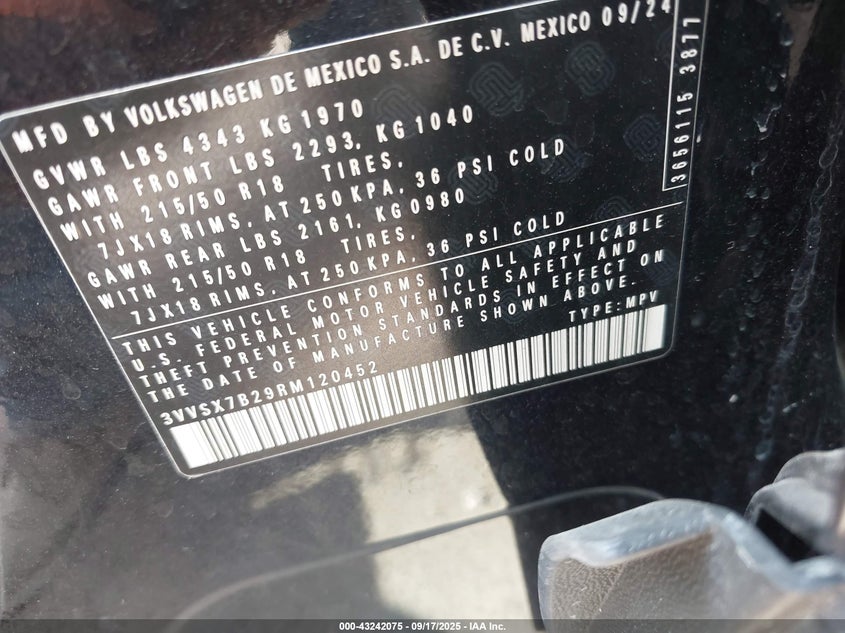 MFD BY VOLKSWAGEN DE MEXICO S.A. DE C.V. MEXICO 09/24
GVWR LBS 4343 KG 1970
GAWR FRONT LBS 2293, KG 1040
WITH 215/50 R18 TIRES,
7JX18 RIMS, AT 250 KPA, 36 PSI COLD
GAWR REAR LBS 2161, KG 0980
WITH 215/50 R18 TIRES,
7JX18 RIMS, AT 250 KPA, 36 PSI COLD
THIS VEHICLE CONFORMS TO ALL APPLICABLE
U.S. FEDERAL MOTOR VEHICLE SAFETY AND
THEFT PREVENTION STANDARDS IN EFFECT ON
THE DATE OF MANUFACTURE SHOWN ABOVE.
TYPE: MPV
3VVSX7B29RM120452
3656115 3877
000-43242075 - 09/17/2025 - IAA Inc.